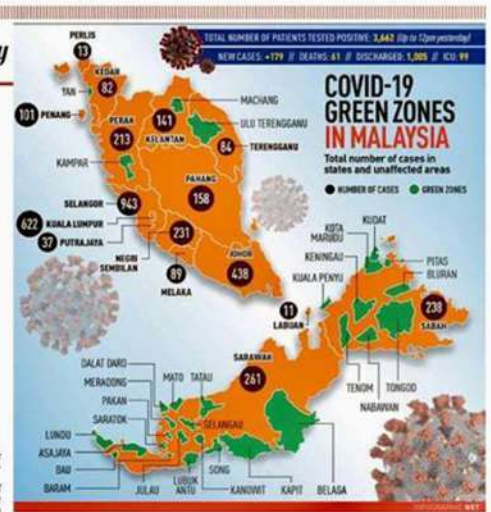 TOTAL NUMBER OF PATIENTS TESTED POSITIVE: 3,662 (Up to 12pm yesterday)
NEW CASES: +179 // DEATHS: 61 // DISCHARGED: 1,005 // ICU: 99
COVID-19
GREEN ZONES
IN MALAYSIA
Total number of cases in
states and unaffected areas
NUMBER OF CASES
GREEN ZONES
PERLIS
13
KEDAH
82
YAN
101 PENANG
PERAK
213
141
KELANTAN
MACHANG
ULU TERENGGANU
84 TERENGGANU
KAMPAR
PAHANG
158
SELANGOR 943
622 KUALA LUMPUR
37 PUTRAJAYA
NEGRI
SEMBILAN
231
89
MELAKA
JOHOR
438
11
LABUAN
KUDAT
KOTA
MARUDU
KENINGAU
KUALA PENYU
PITAS
BLURAN
238
SABAH
TENOM
TONGOD
NABAWAN
SARAWAK
261
DALAT DARO
MATO
TATAU
MERADONG
PAKAN
SARATOK
SELANGAU
LUNDU
ASAJAYA
BAU
BARAM
JULAU
LUBUK
ANTU
SONG
KANOWIT
KAPIT
BELAGA
INFOGRAPHIC NST